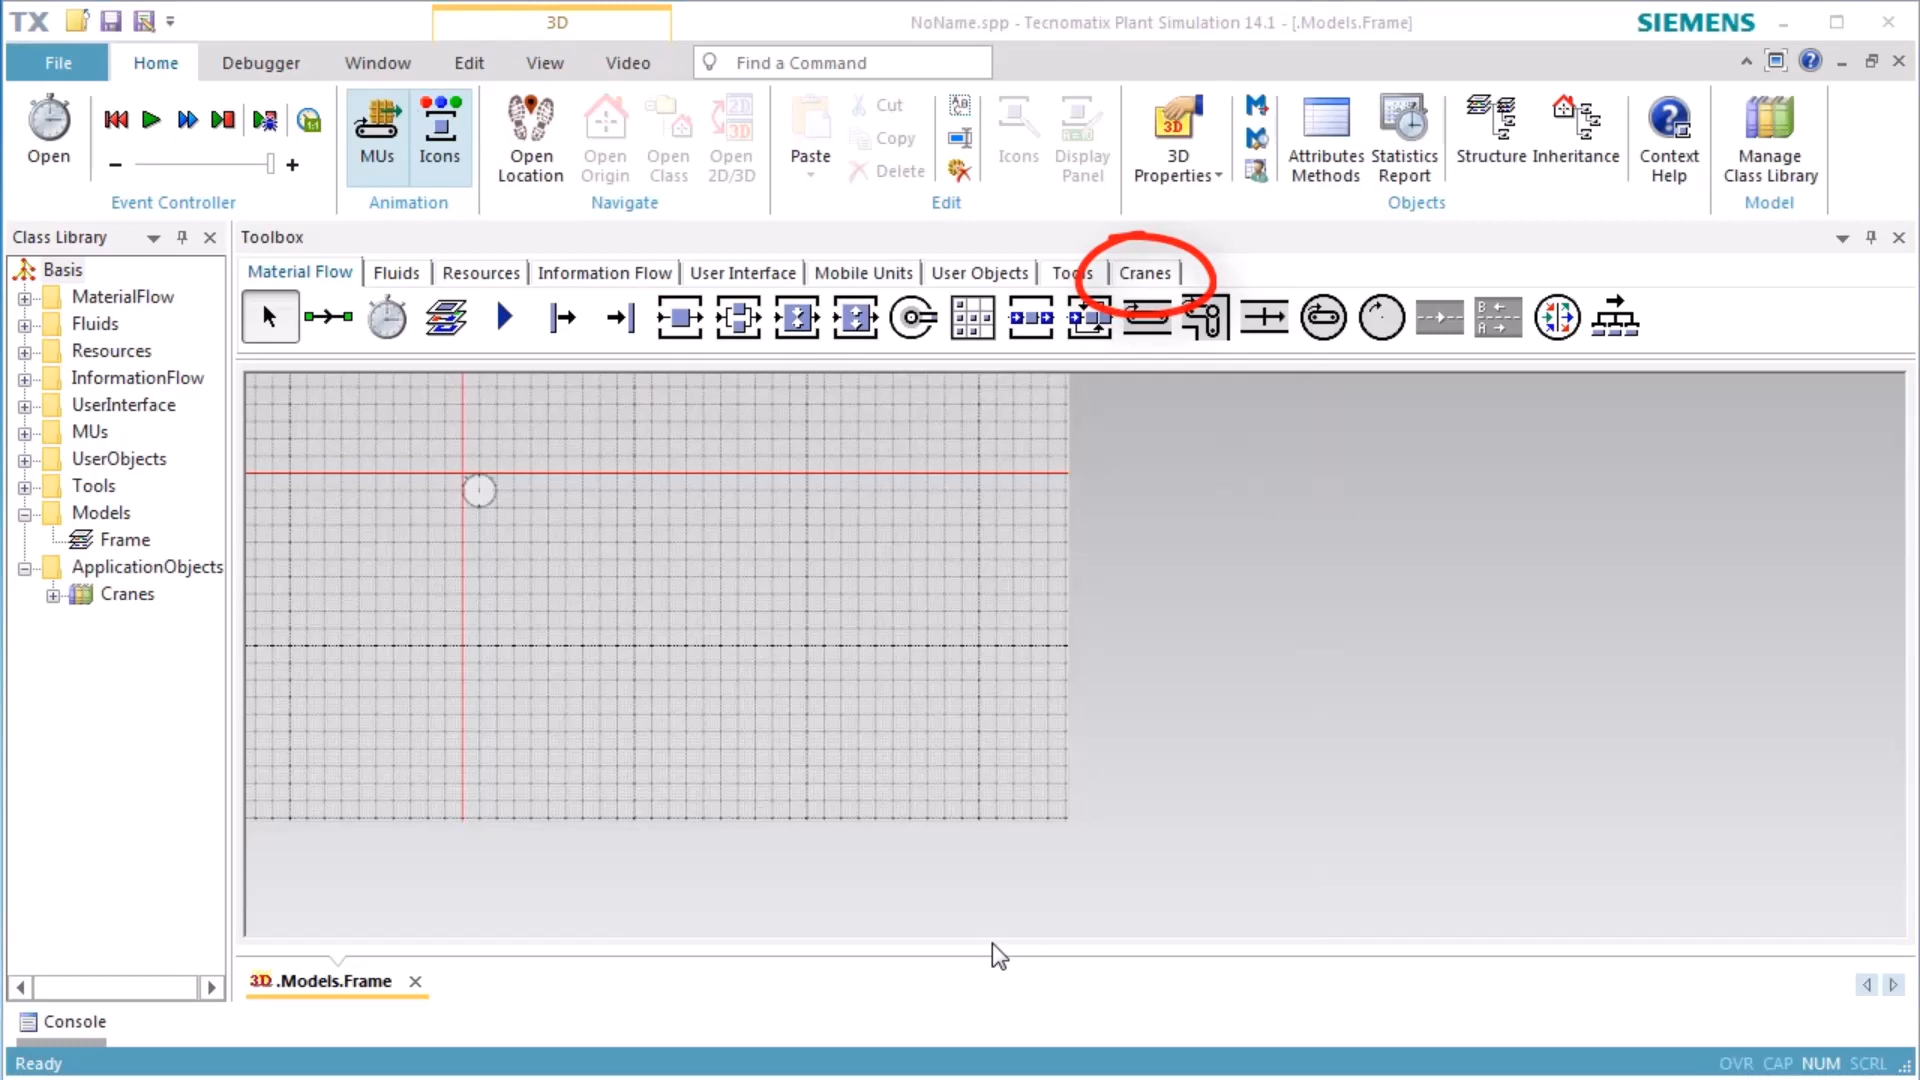 TX
3D
NoName.spp - Tecnomatix Plant Simulation 14.1 - [.Models.Frame]
SIEMENS
File
Home
Debugger
Window
Edit
View
Video
Find a Command
Open
MUs
Icons
Open Location
Open Origin
Open Class
Open 2D/3D
Paste
Cut
Copy
Delete
Icons
Display Panel
3D Properties
Attributes Methods
Statistics Report
Structure
Inheritance
Context Help
Manage Class Library
Event Controller
Animation
Navigate
Edit
Objects
Model
Class Library
Toolbox
Basis
MaterialFlow
Fluids
Resources
InformationFlow
UserInterface
MUs
UserObjects
Tools
Models
Frame
ApplicationObjects
Cranes
Material Flow
Fluids
Resources
Information Flow
User Interface
Mobile Units
User Objects
Tools
Cranes
3D .Models.Frame
Console
Ready
OVR CAP NUM SCRL